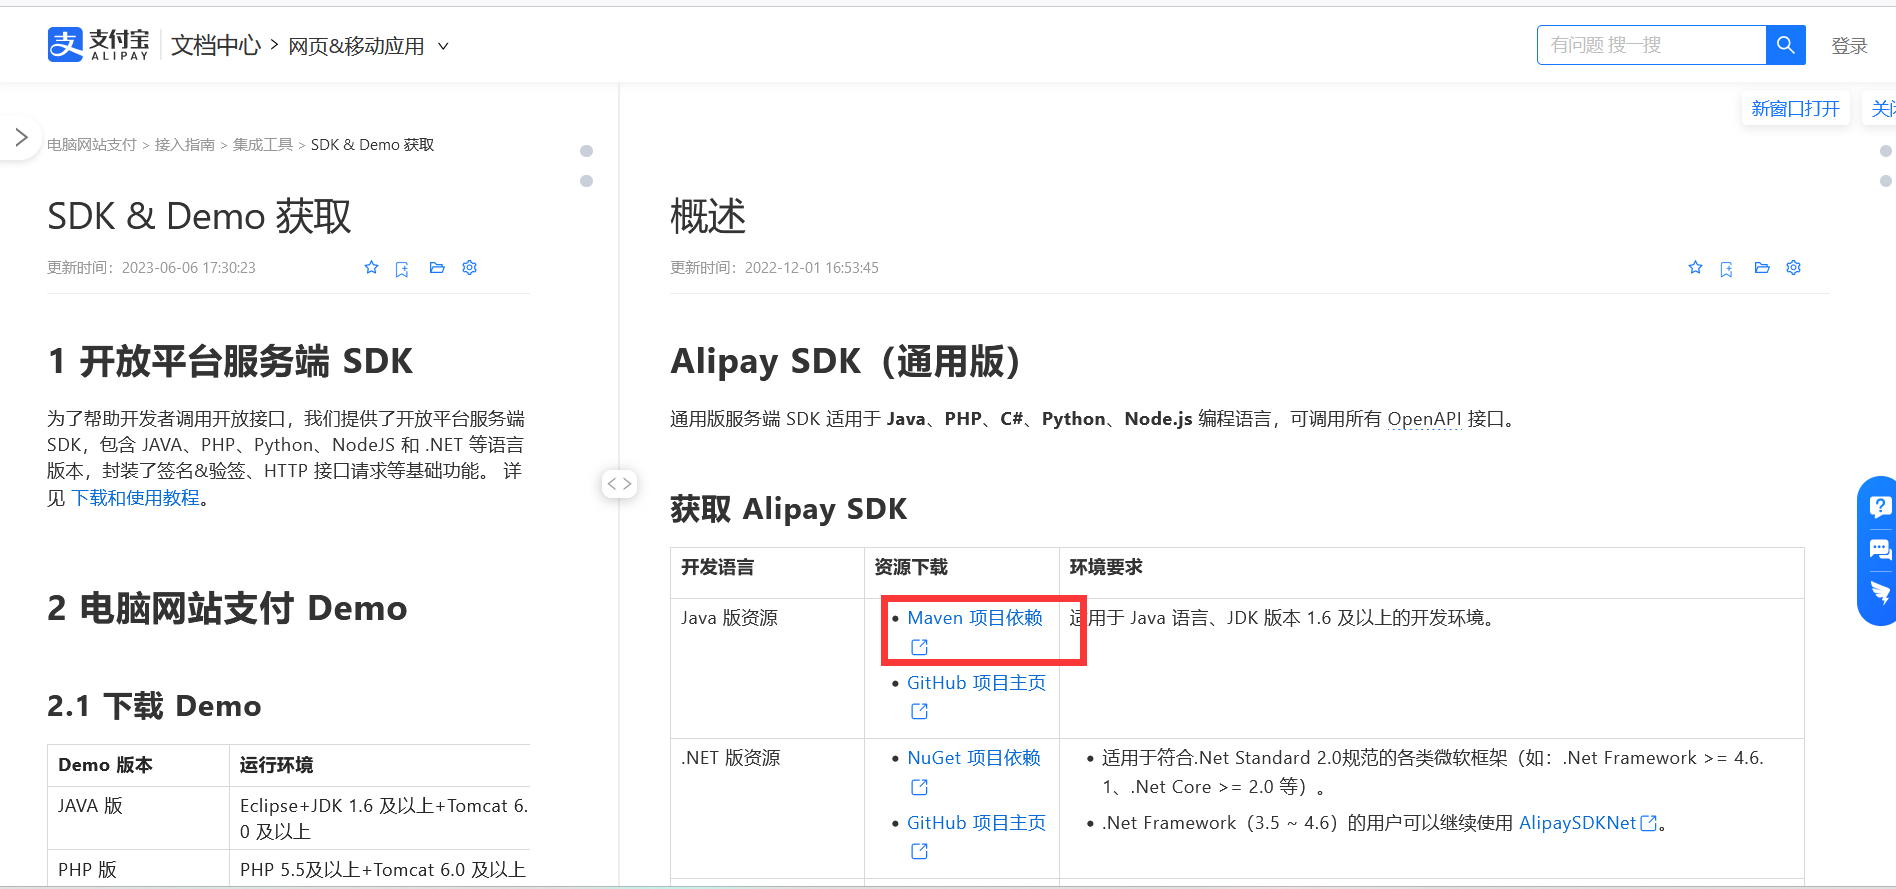 支付宝
ALIPAY
文档中心 > 网页&移动应用
有问题 搜一搜
登录
新窗口打开
电脑网站支付 > 接入指南 > 集成工具 > SDK & Demo 获取
SDK & Demo 获取
更新时间：2023-06-06 17:30:23
1 开放平台服务端 SDK
为了帮助开发者调用开放接口，我们提供了开放平台服务端
SDK，包含 JAVA、PHP、Python、NodeJS 和 .NET 等语言
版本，封装了签名&验签、HTTP 接口请求等基础功能。 详
见 下载和使用教程。
2 电脑网站支付 Demo
2.1 下载 Demo
Demo 版本 运行环境
JAVA 版 Eclipse+JDK 1.6 及以上+Tomcat 6.
0 及以上
PHP 版 PHP 5.5及以上+Tomcat 6.0 及以上
概述
更新时间：2022-12-01 16:53:45
Alipay SDK（通用版）
通用版服务端 SDK 适用于 Java、PHP、C#、Python、Node.js 编程语言，可调用所有 OpenAPI 接口。
获取 Alipay SDK
开发语言 资源下载 环境要求
Java 版资源 • Maven 项目依赖 适用于 Java 语言、JDK 版本 1.6 及以上的开发环境。
• GitHub 项目主页
.NET 版资源 • NuGet 项目依赖 • 适用于符合.Net Standard 2.0规范的各类微软框架（如：.Net Framework >= 4.6.
1、.Net Core >= 2.0 等）。
• GitHub 项目主页 • .Net Framework（3.5 ~ 4.6）的用户可以继续使用 AlipaySDKNet。